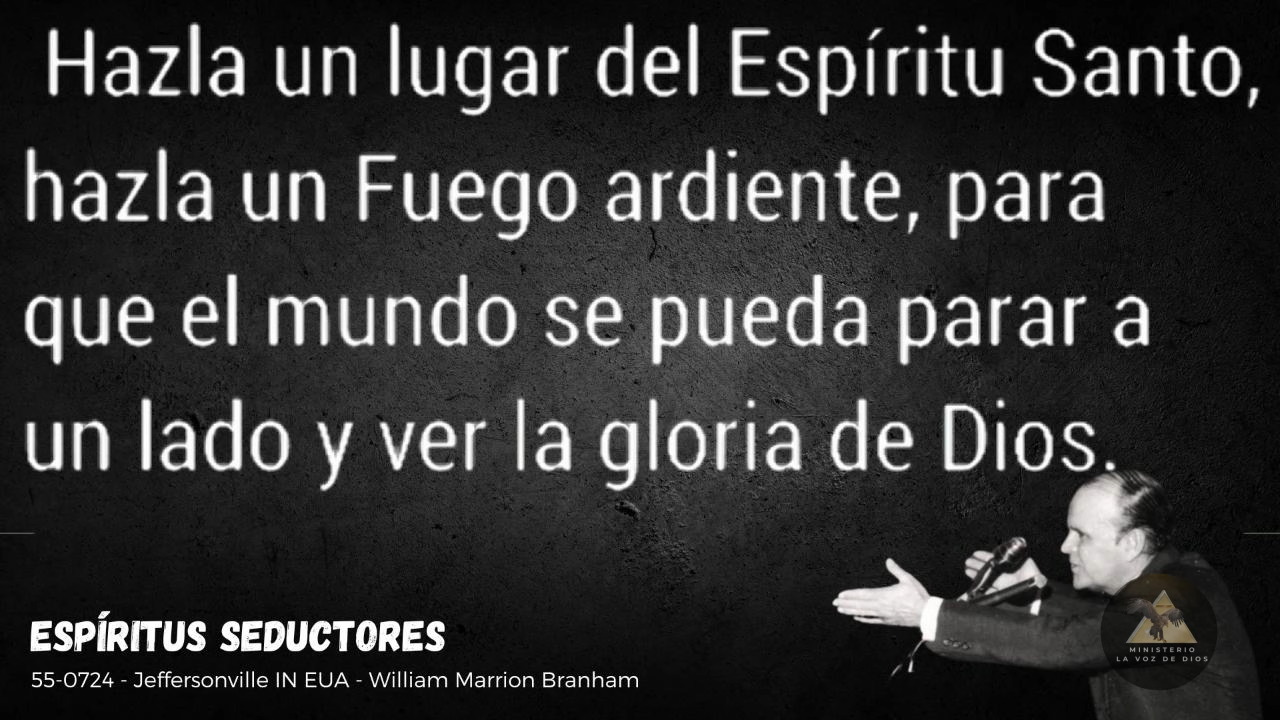 Hazla un lugar del Espíritu Santo,
hazla un Fuego ardiente, para
que el mundo se pueda parar a
un lado y ver la gloria de Dios.
ESPÍRITUS SEDUCTORES
55-0724 - Jeffersonville IN EUA - William Marrion Branham
MINISTERIO
LA VOZ DE DIOS